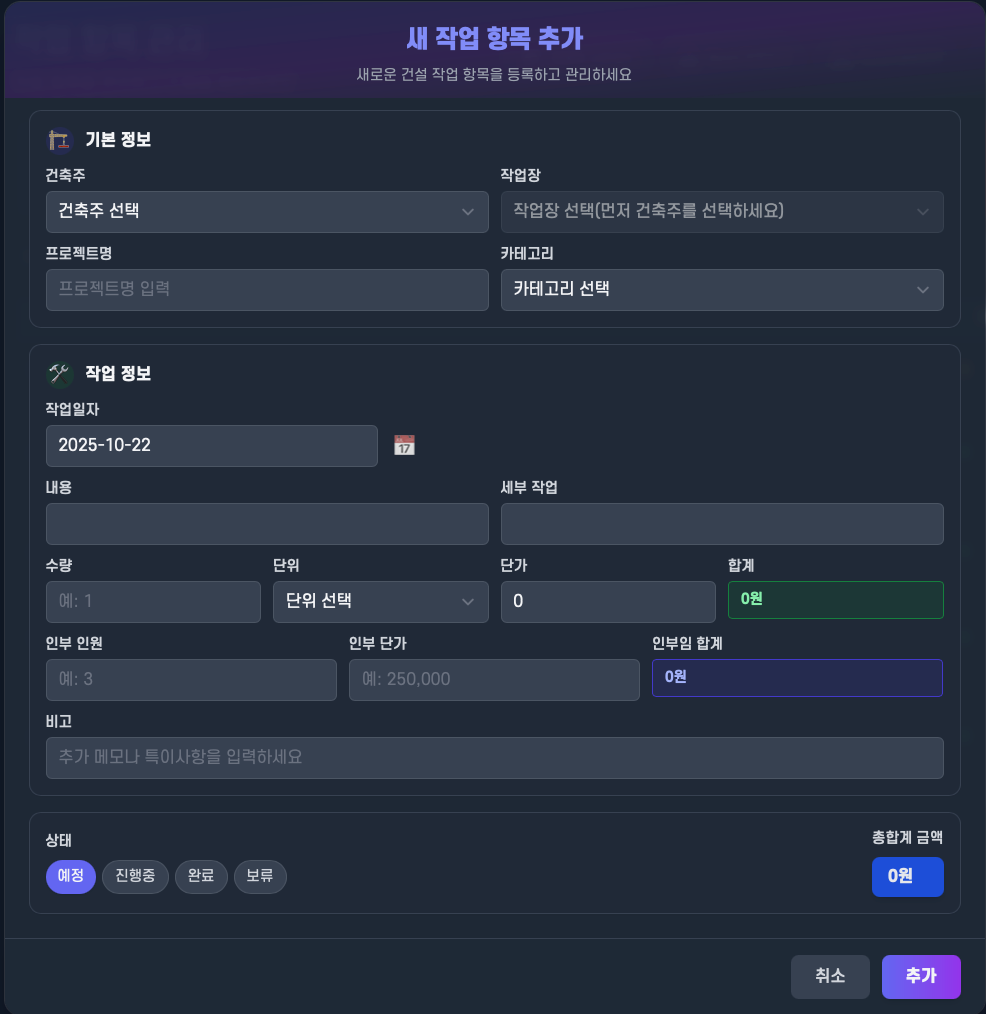 새 작업 항목 추가
새로운 건설 작업 항목을 등록하고 관리하세요
기본 정보
건축주
작업장
건축주 선택
작업장 선택(먼저 건축주를 선택하세요)
프로젝트명
카테고리
프로젝트명 입력
카테고리 선택
작업 정보
작업일자
2025-10-22
17
내용
세부 작업
수량
단위
단가
합계
예: 1
단위 선택
0
0원
인부 인원
인부 단가
인부임 합계
예: 3
예: 250,000
0원
비고
추가 메모나 특이사항을 입력하세요
상태
총합계 금액
예정
진행중
완료
보류
0원
취소
추가